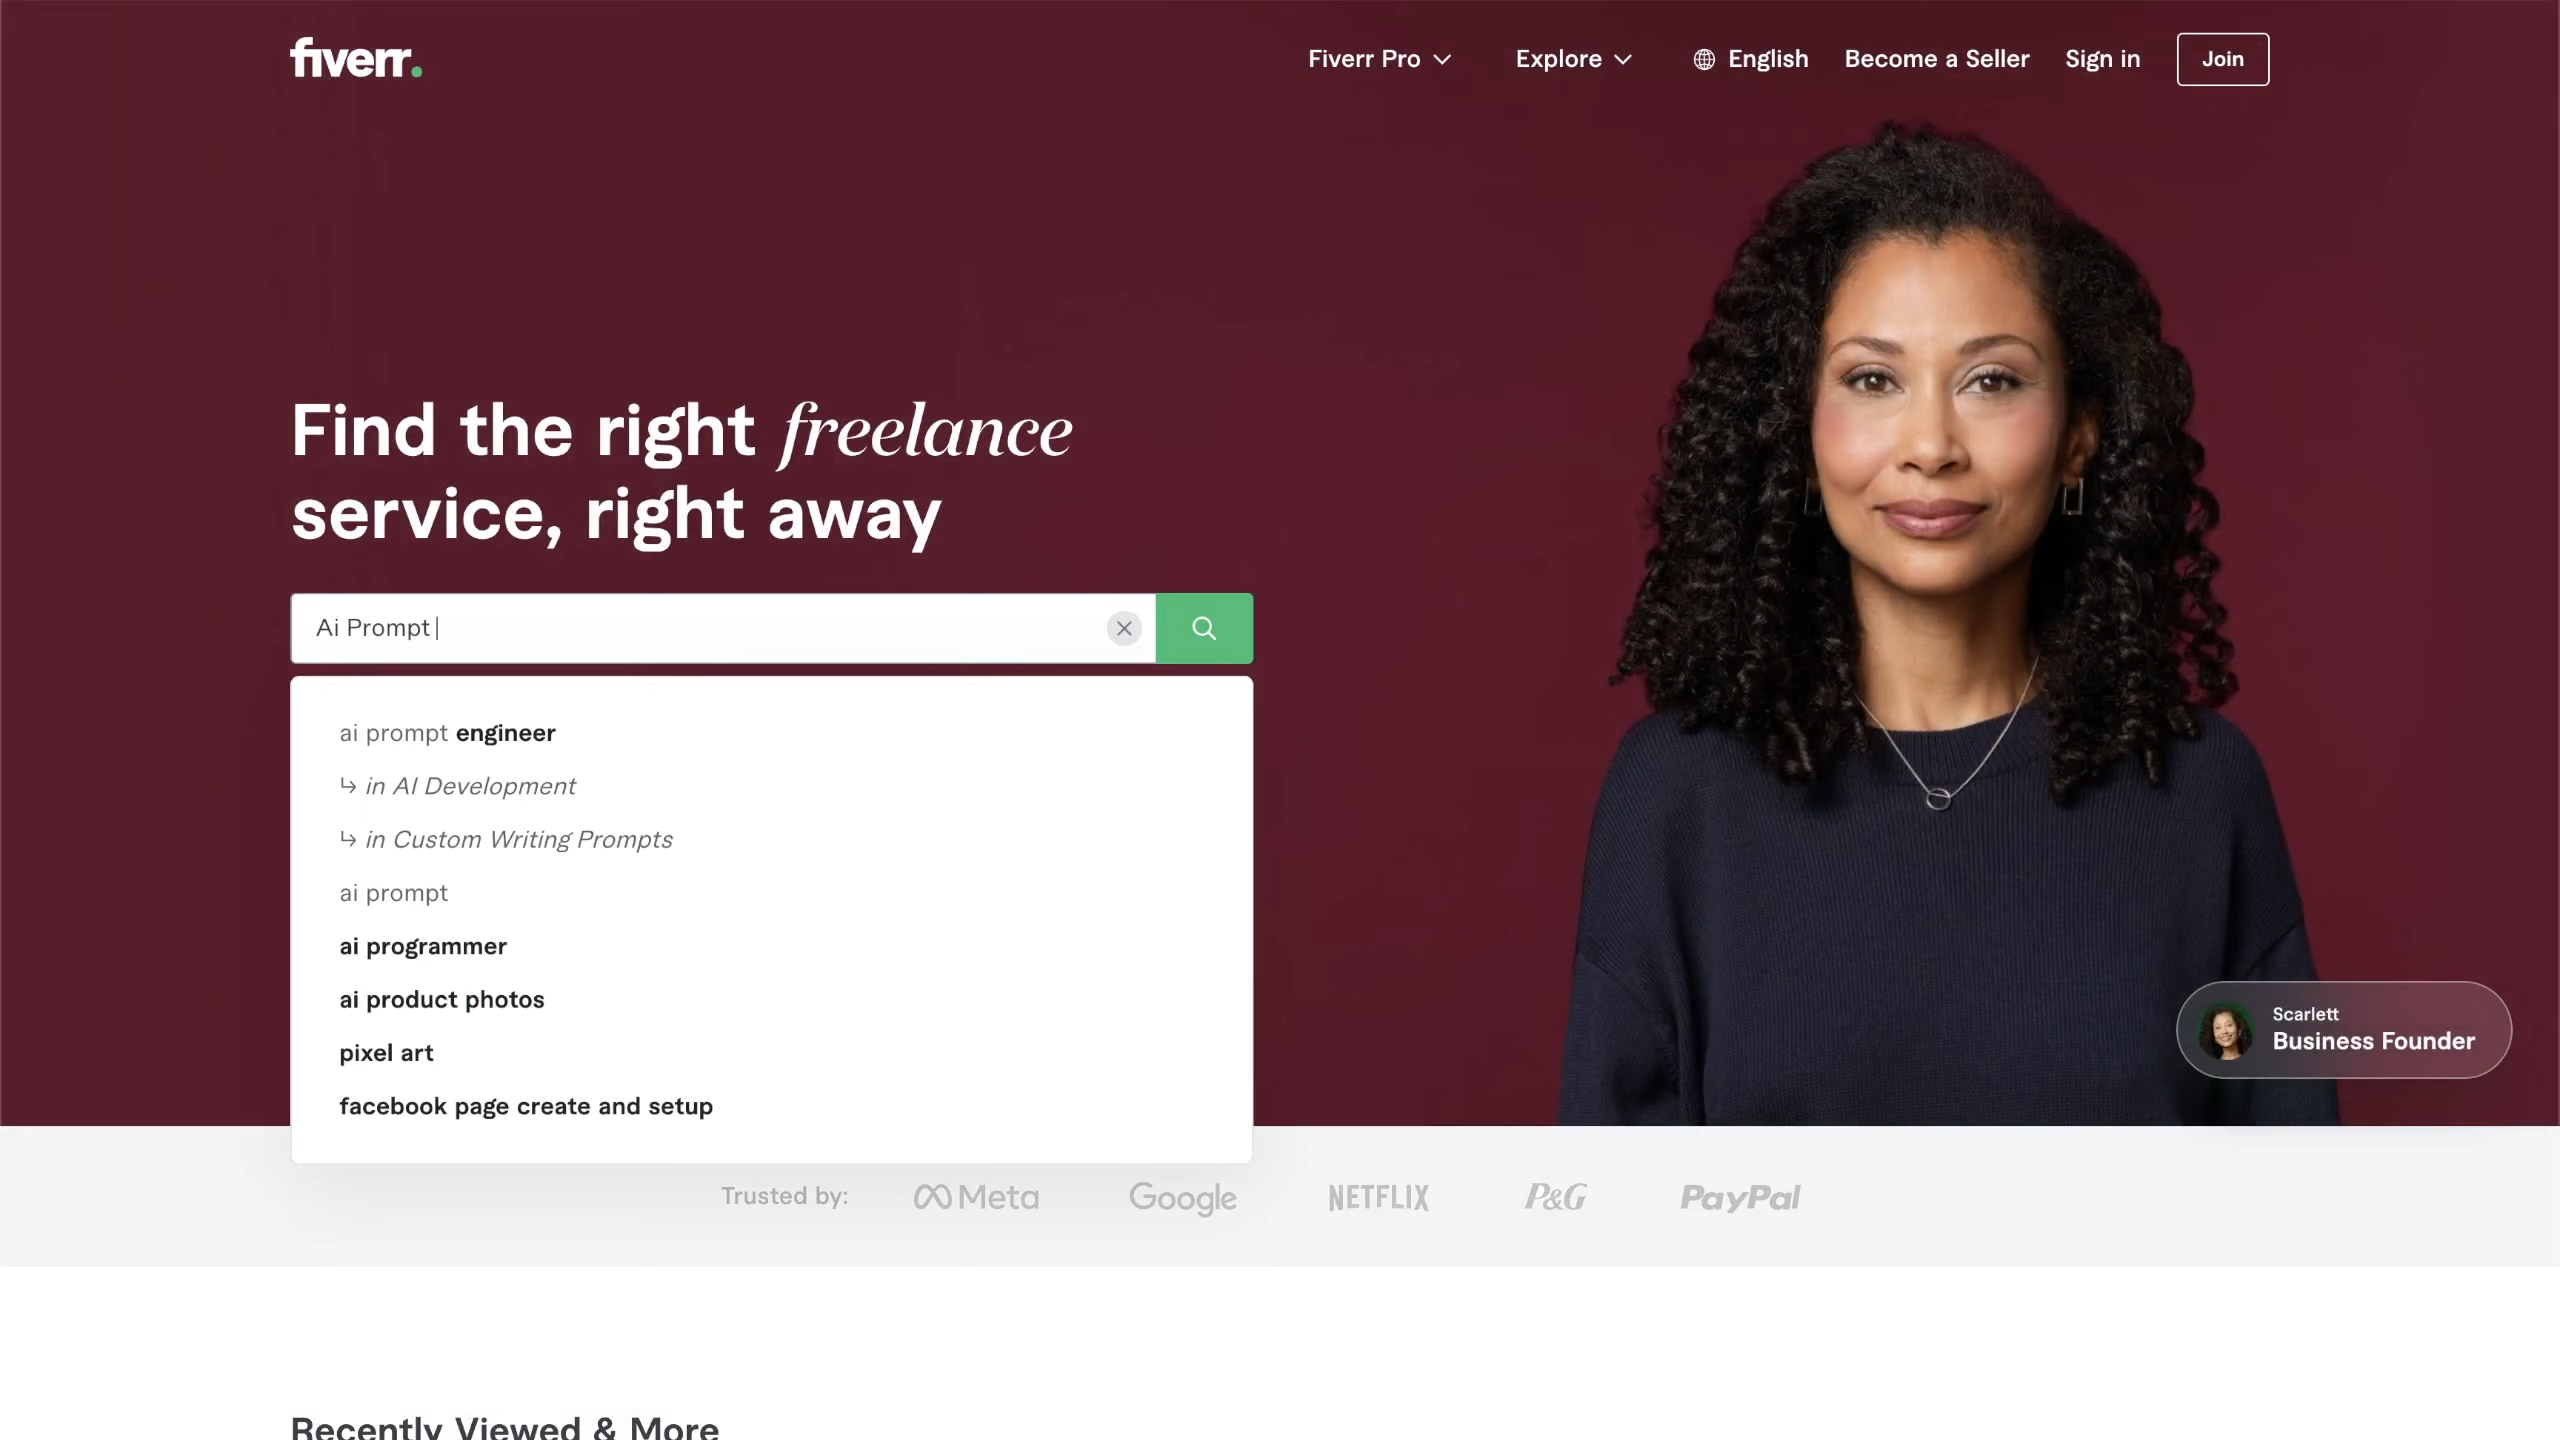 fiverr.
Fiverr Pro
Explore
English
Become a Seller
Sign in
Join
Find the right freelance
service, right away
Ai Prompt
ai prompt engineer
in AI Development
in Custom Writing Prompts
ai prompt
ai programmer
ai product photos
pixel art
facebook page create and setup
Scarlett
Business Founder
Trusted by:
Meta
Google
NETFLIX
P&G
PayPal
Recently Viewed & More